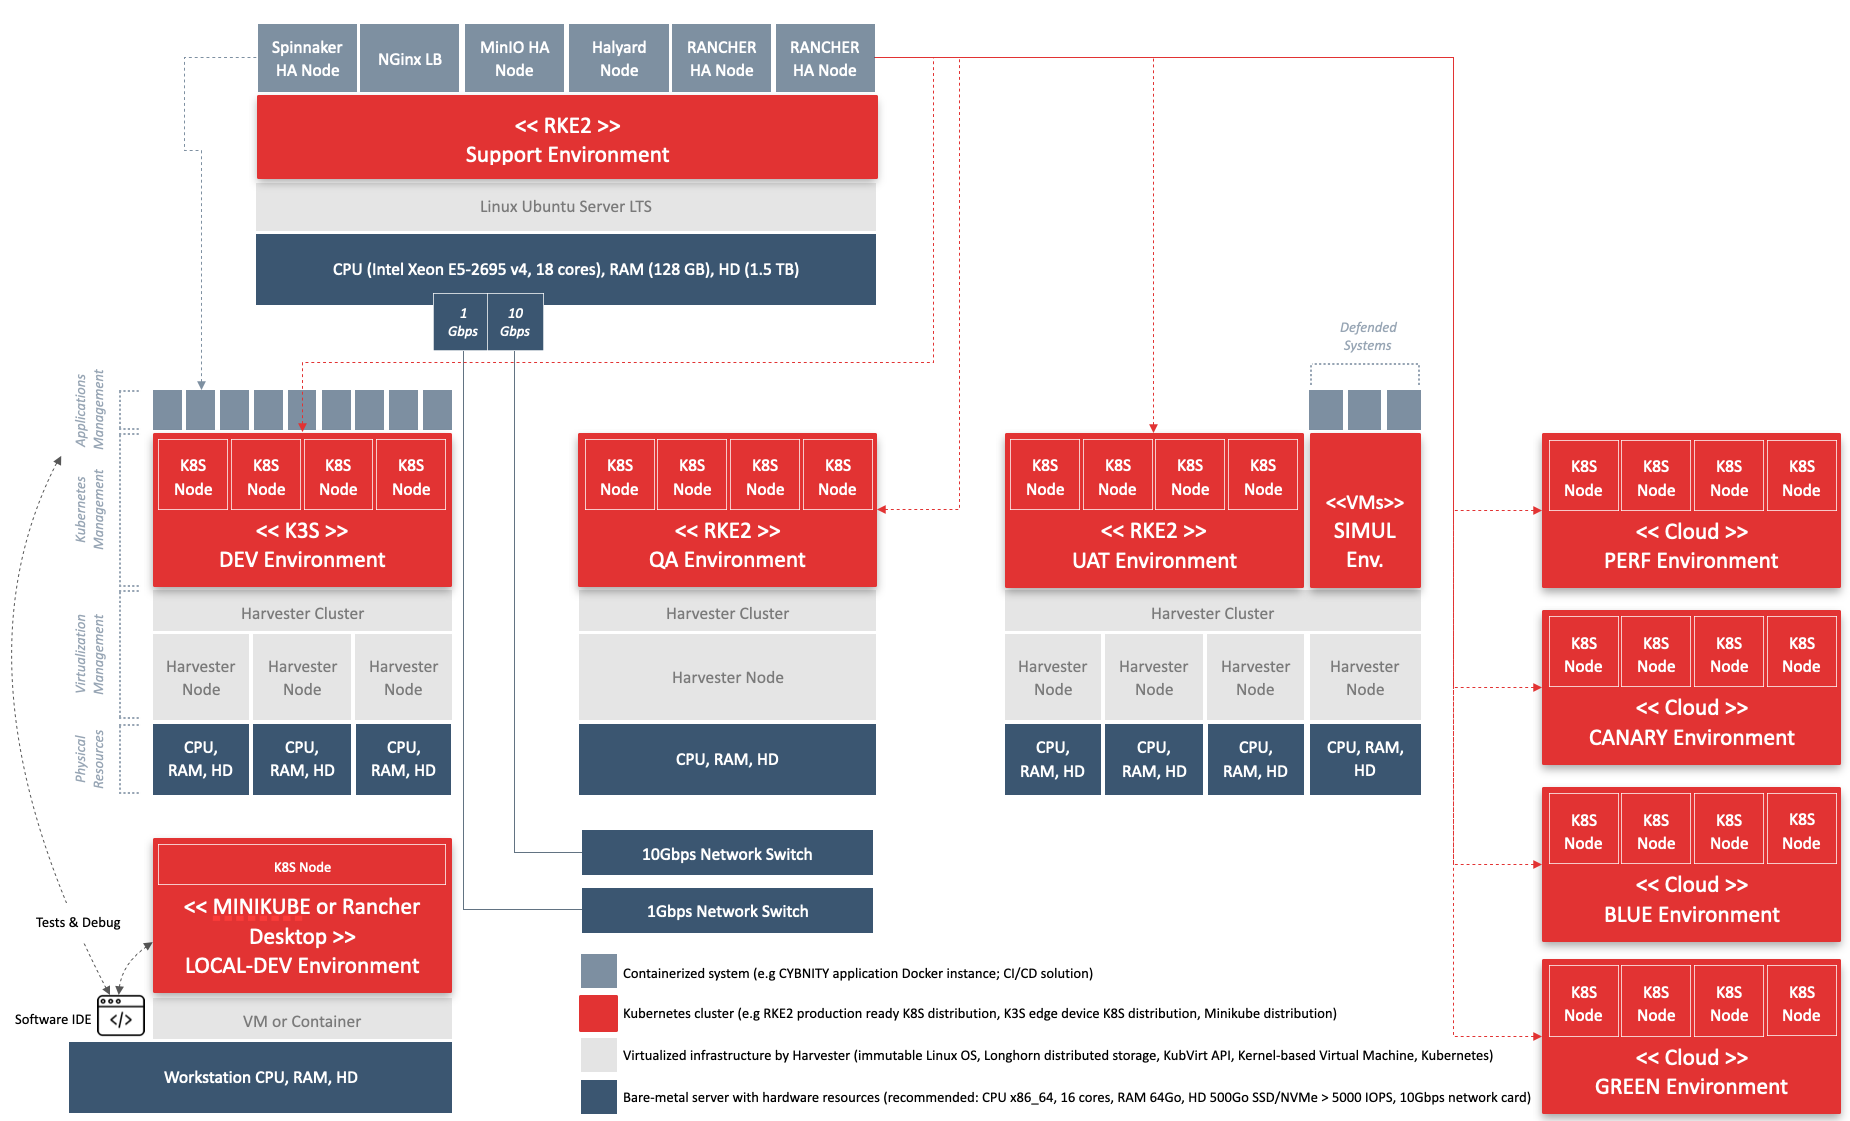 Spinnaker
HA Node
NGinx LB
MinIO HA
Node
Halyard
Node
RANCHER
HA Node
RANCHER
HA Node
<< RKE2 >>
Support Environment
Linux Ubuntu Server LTS
CPU (Intel Xeon E5-2695 v4, 18 cores), RAM (128 GB), HD (1.5 TB)
1
Gbps
10
Gbps
Defended
Systems
Applications
Management
Kubernetes
Management
Virtualization
Management
Physical
Resources
K8S
Node
K8S
Node
K8S
Node
K8S
Node
<< K3S >>
DEV Environment
Harvester Cluster
Harvester
Node
Harvester
Node
Harvester
Node
CPU,
RAM, HD
CPU,
RAM, HD
CPU,
RAM, HD
K8S
Node
K8S
Node
K8S
Node
K8S
Node
<< RKE2 >>
QA Environment
Harvester Cluster
Harvester Node
CPU, RAM, HD
K8S
Node
K8S
Node
K8S
Node
K8S
Node
<< RKE2 >>
UAT Environment
<<VMs>>
SIMUL
Env.
Harvester Cluster
Harvester
Node
Harvester
Node
Harvester
Node
Harvester
Node
CPU,
RAM, HD
CPU,
RAM, HD
CPU,
RAM, HD
CPU, RAM,
HD
K8S
Node
K8S
Node
K8S
Node
K8S
Node
<< Cloud >>
PERF Environment
K8S
Node
K8S
Node
K8S
Node
K8S
Node
<< Cloud >>
CANARY Environment
K8S
Node
K8S
Node
K8S
Node
K8S
Node
<< Cloud >>
BLUE Environment
K8S
Node
K8S
Node
K8S
Node
K8S
Node
<< Cloud >>
GREEN Environment
10Gbps Network Switch
1Gbps Network Switch
K8S Node
<< MINIKUBE or Rancher
Desktop >>
LOCAL-DEV Environment
Tests & Debug
Software IDE
</>
VM or Container
Workstation CPU, RAM, HD
Containerized system (e.g CYBNITY application Docker instance; CI/CD solution)
Kubernetes cluster (e.g RKE2 production ready K8S distribution, K3S edge device K8S distribution, Minikube distribution)
Virtualized infrastructure by Harvester (immutable Linux OS, Longhorn distributed storage, KubVirt API, Kernel-based Virtual Machine, Kubernetes)
Bare-metal server with hardware resources (recommended: CPU x86_64, 16 cores, RAM 64Go, HD 500Go SSD/NVMe > 5000 IOPS, 10Gbps network card)